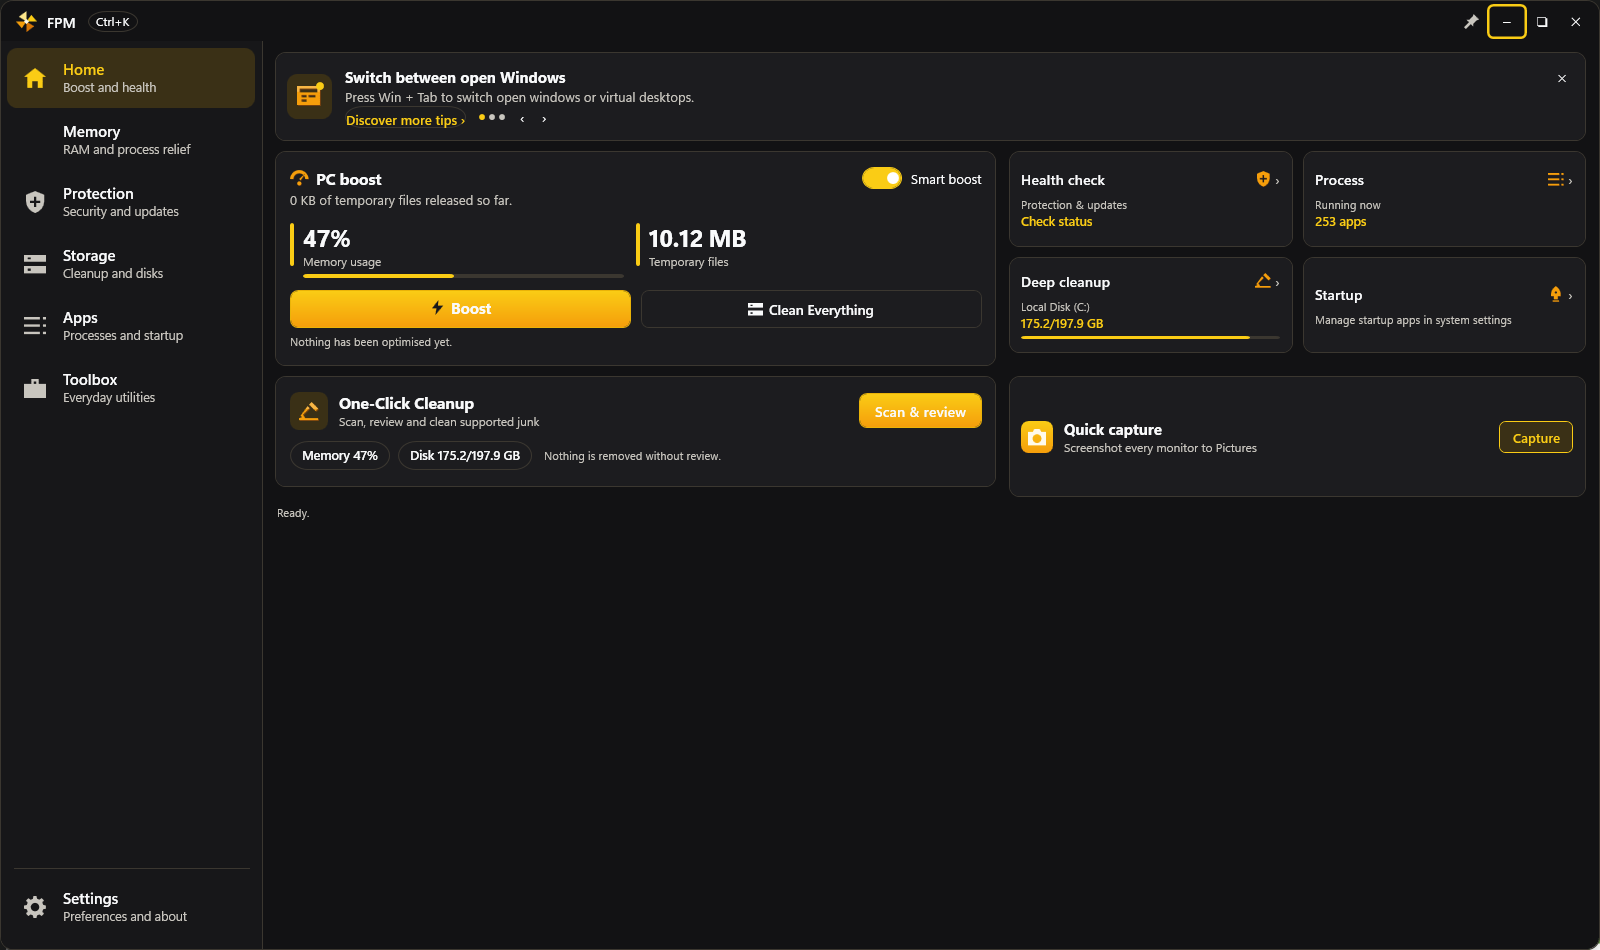 FPM Ctrl+K
Home
Boost and health
Memory
RAM and process relief
Protection
Security and updates
Storage
Cleanup and disks
Apps
Processes and startup
Toolbox
Everyday utilities
Settings
Preferences and about
Switch between open Windows
Press Win + Tab to switch open windows or virtual desktops.
Discover more tips ›
PC boost
Smart boost
0 KB of temporary files released so far.
47%
Memory usage
10.12 MB
Temporary files
Boost
Clean Everything
Nothing has been optimised yet.
Health check
Protection & updates
Check status
Process
Running now
253 apps
Deep cleanup
Local Disk (C:)
175.2/197.9 GB
Startup
Manage startup apps in system settings
One-Click Cleanup
Scan, review and clean supported junk
Scan & review
Memory 47%
Disk 175.2/197.9 GB
Nothing is removed without review.
Quick capture
Screenshot every monitor to Pictures
Capture
Ready.